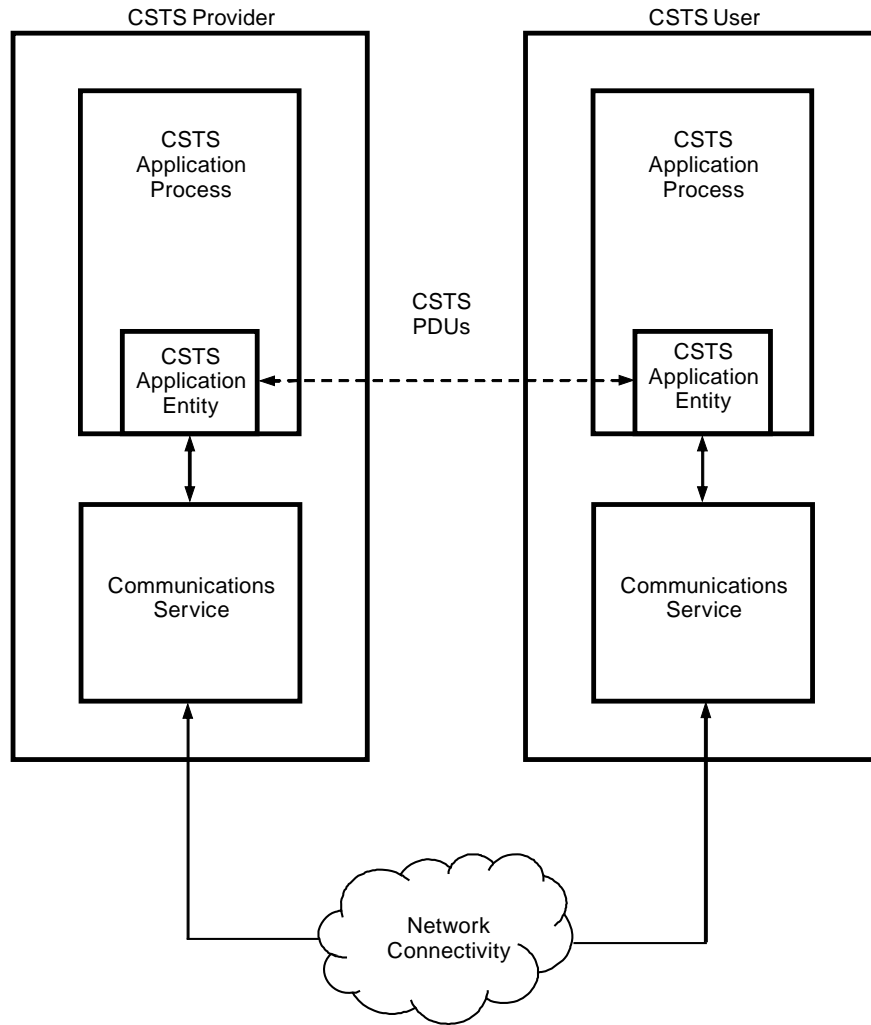 CSTS Provider
CSTS User
CSTS
Application
Process
CSTS
Application
Process
CSTS
PDUs
CSTS
Application
Entity
CSTS
Application
Entity
Communications
Service
Communications
Service
Network
Connectivity